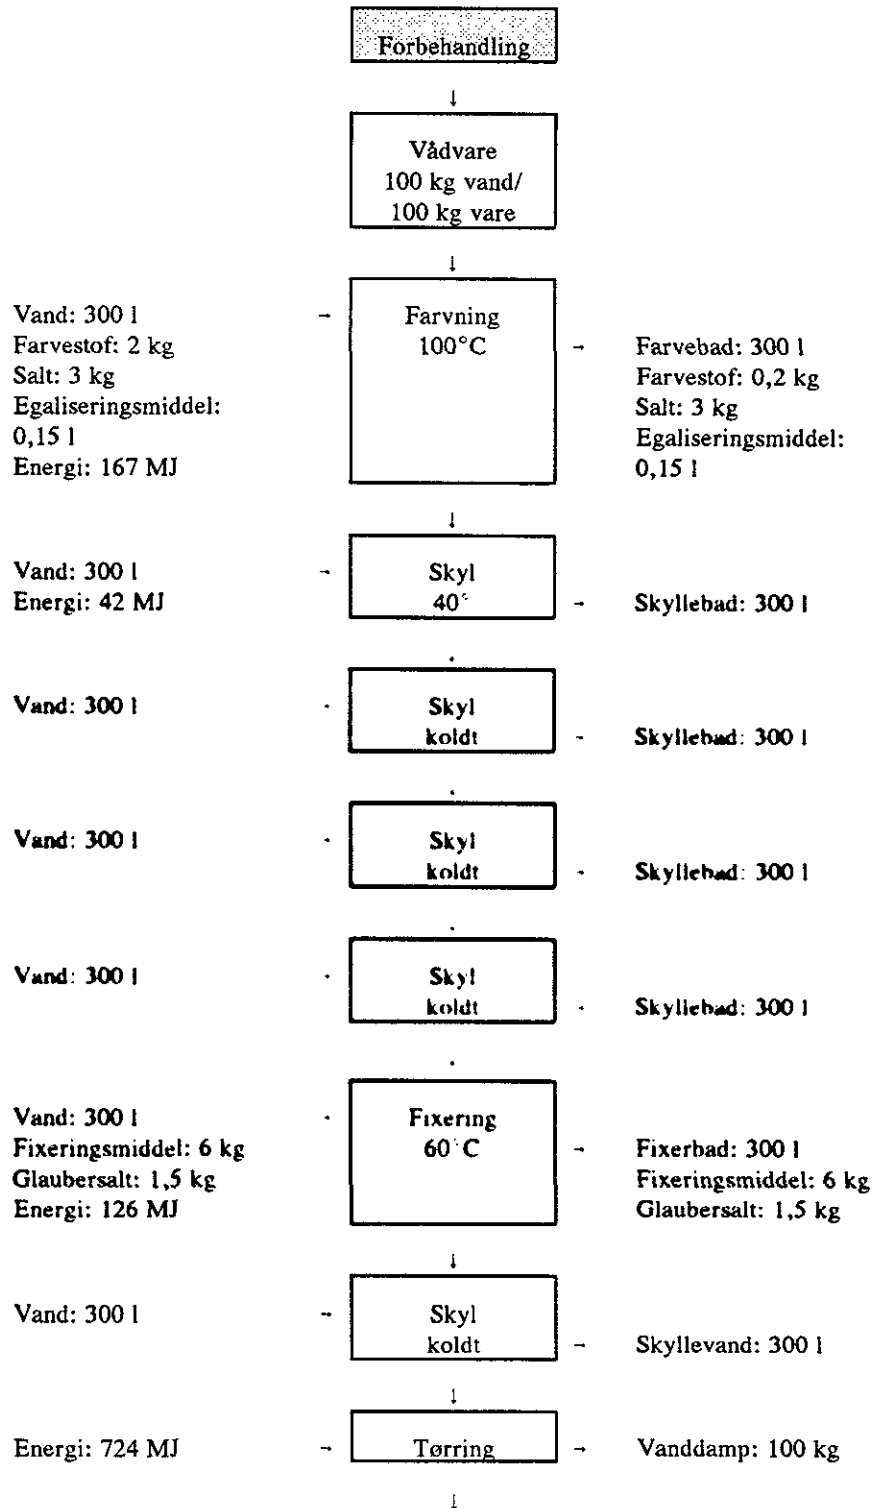 Forbehandling
↓
Vådvare
100 kg vand/
100 kg vare
↓
Vand: 300 l → Farvning
Farvestof: 2 kg 100°C → Farvebad: 300 l
Salt: 3 kg Farvestof: 0,2 kg
Egaliseringsmiddel: Salt: 3 kg
0,15 l Egaliseringsmiddel:
Energi: 167 MJ 0,15 l
↓
Vand: 300 l → Skyl
Energi: 42 MJ 40° → Skyllebad: 300 l
Vand: 300 l Skyl
koldt Skyllebad: 300 l
Vand: 300 l Skyl
koldt Skyllebad: 300 l
Vand: 300 l Skyl
koldt Skyllebad: 300 l
Vand: 300 l Fixering
Fixeringsmiddel: 6 kg 60°C → Fixerbad: 300 l
Glaubersalt: 1,5 kg Fixeringsmiddel: 6 kg
Energi: 126 MJ Glaubersalt: 1,5 kg
↓
Vand: 300 l → Skyl
koldt → Skyllevand: 300 l
↓
Energi: 724 MJ → Tørring → Vanddamp: 100 kg
↓